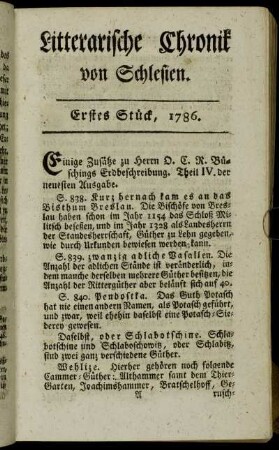 Litterarische Chronik
von Schlesien.
Erstes Stück, 1786.
Einige Zusätze zu Herrn O. C. R. Bü-
schings Erdbeschreibung. Theil IV. der
neuesten Ausgabe.
S. 878. Kurz hernach kam es an das
Bisthum Breslau. Die Bischöfe von Bres-
lau haben schon im Jahr 1154 das Schloß Mi-
litsch besessen, und im Jahr 1328 als Landesherrn
der Standesherrschaft, Güther zu Lehn gegeben,
wie durch Urkunden bewiesen werden kann.
S. 839. zwanzig adliche Vasallen. Die
Anzahl der adlichen Stände ist veränderlich, in-
dem manche derselben mehrere Güther besitzen, die
Anzahl der Rittergüther aber beläuft sich auf 40.
S. 840. Pendostka. Das Guth Potasch
hat nie einen andern Namen, als Potasch geführt,
und zwar, weil ehehin daselbst eine Potasch-Sie-
derey gewesen.
Daselbst, oder Schlabotschine. Schla-
botschine und Schlaboschowitz, oder Schlabitz,
sind zwei ganz verschiedene Güther.
Wehlize. Hierher gehören noch folgende
Cammer-Güther: Althammer samt dem Thier-
Garten, Joachimshammer, Bratschelhoff, Ge-
A
rusch-